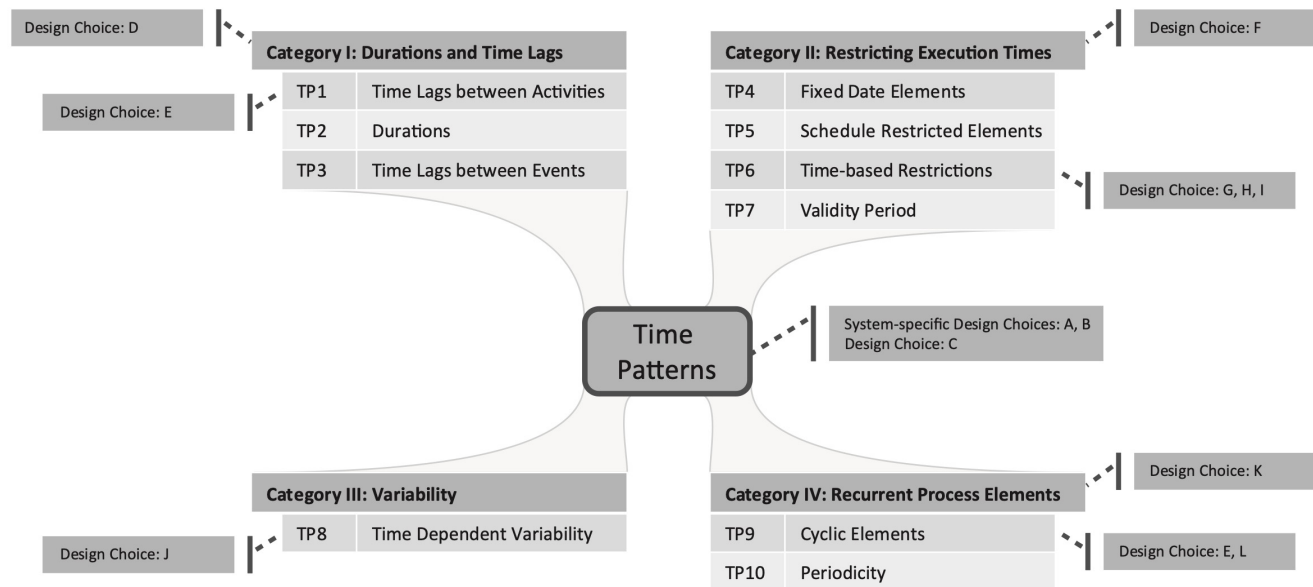 Design Choice: D
Category I: Durations and Time Lags
Design Choice: E
TP1 Time Lags between Activities
TP2 Durations
TP3 Time Lags between Events
Design Choice: F
Category II: Restricting Execution Times
TP4 Fixed Date Elements
TP5 Schedule Restricted Elements
TP6 Time-based Restrictions
TP7 Validity Period
Design Choice: G, H, I
Time
Patterns
System-specific Design Choices: A, B
Design Choice: C
Category III: Variability
TP8 Time Dependent Variability
Design Choice: J
Design Choice: K
Category IV: Recurrent Process Elements
TP9 Cyclic Elements
TP10 Periodicity
Design Choice: E, L